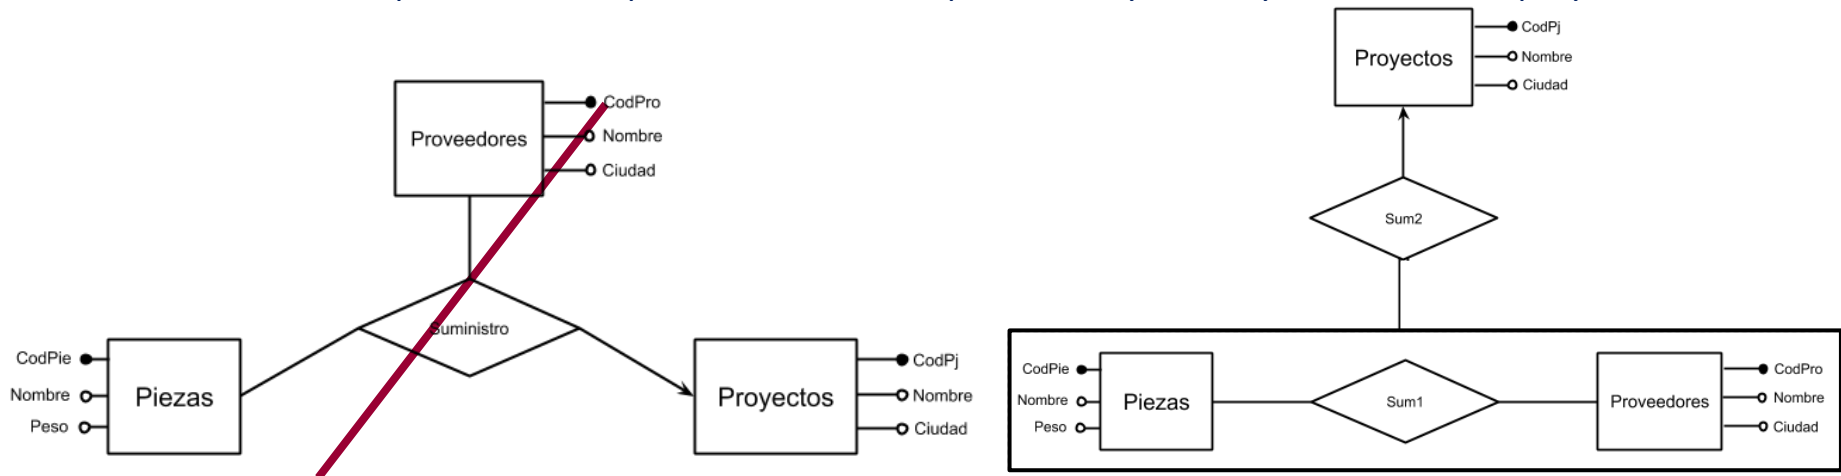 Proveedores
CodPro
Nombre
Ciudad
Suministro
CodPie
Nombre
Peso
Piezas
Proyectos
CodPj
Nombre
Ciudad
Proyectos
CodPj
Nombre
Ciudad
Sum2
CodPie
Nombre
Peso
Piezas
Sum1
Proveedores
CodPro
Nombre
Ciudad